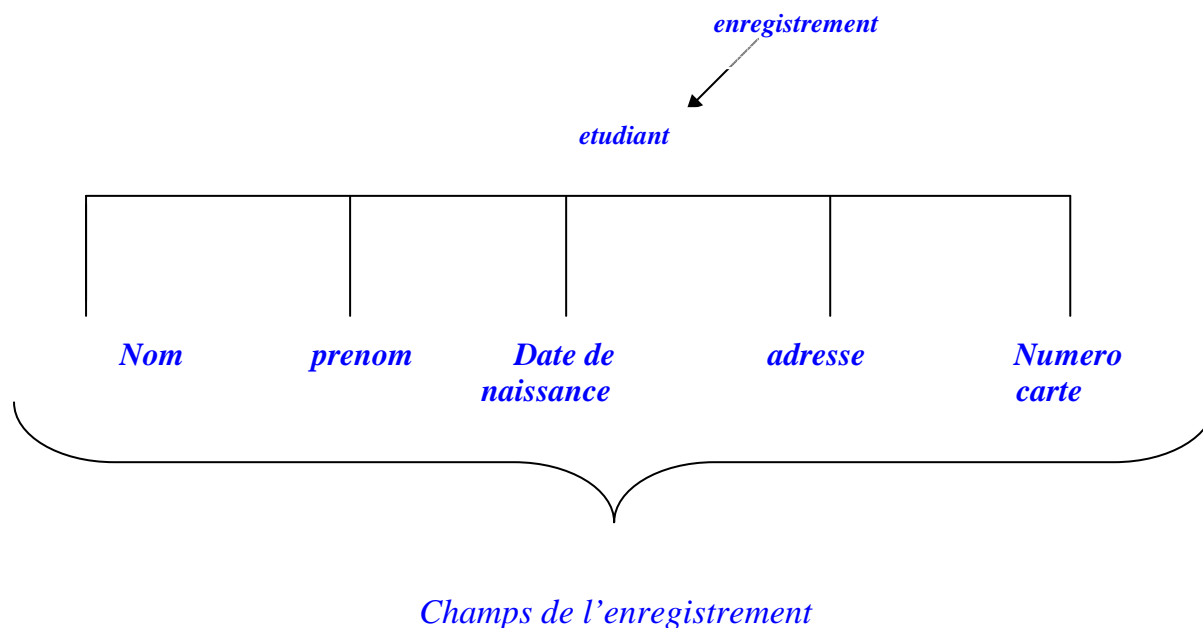 enregistrement
etudiant
Nom prenom Date de naissance adresse Numero carte
Champs de l’enregistrement